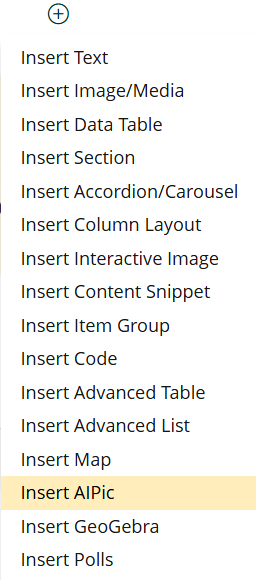 Insert Text
Insert Image/Media
Insert Data Table
Insert Section
Insert Accordion/Carousel
Insert Column Layout
Insert Interactive Image
Insert Content Snippet
Insert Item Group
Insert Code
Insert Advanced Table
Insert Advanced List
Insert Map
Insert AIPic
Insert GeoGebra
Insert Polls